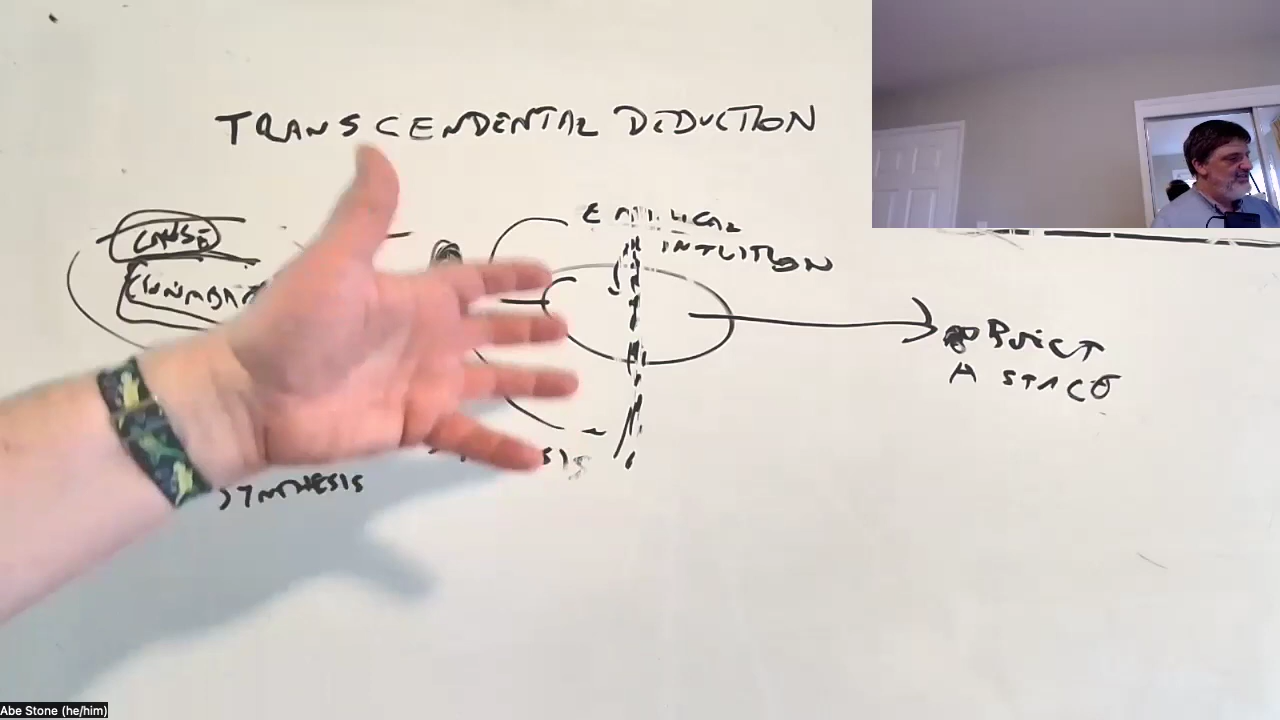 TRANSCENDENTAL DEDUCTION
CAUSE
EMPIRICAL
INTUITION
OBJECT
A STAGE
SYNTHESIS
Abe Stone (he/him)